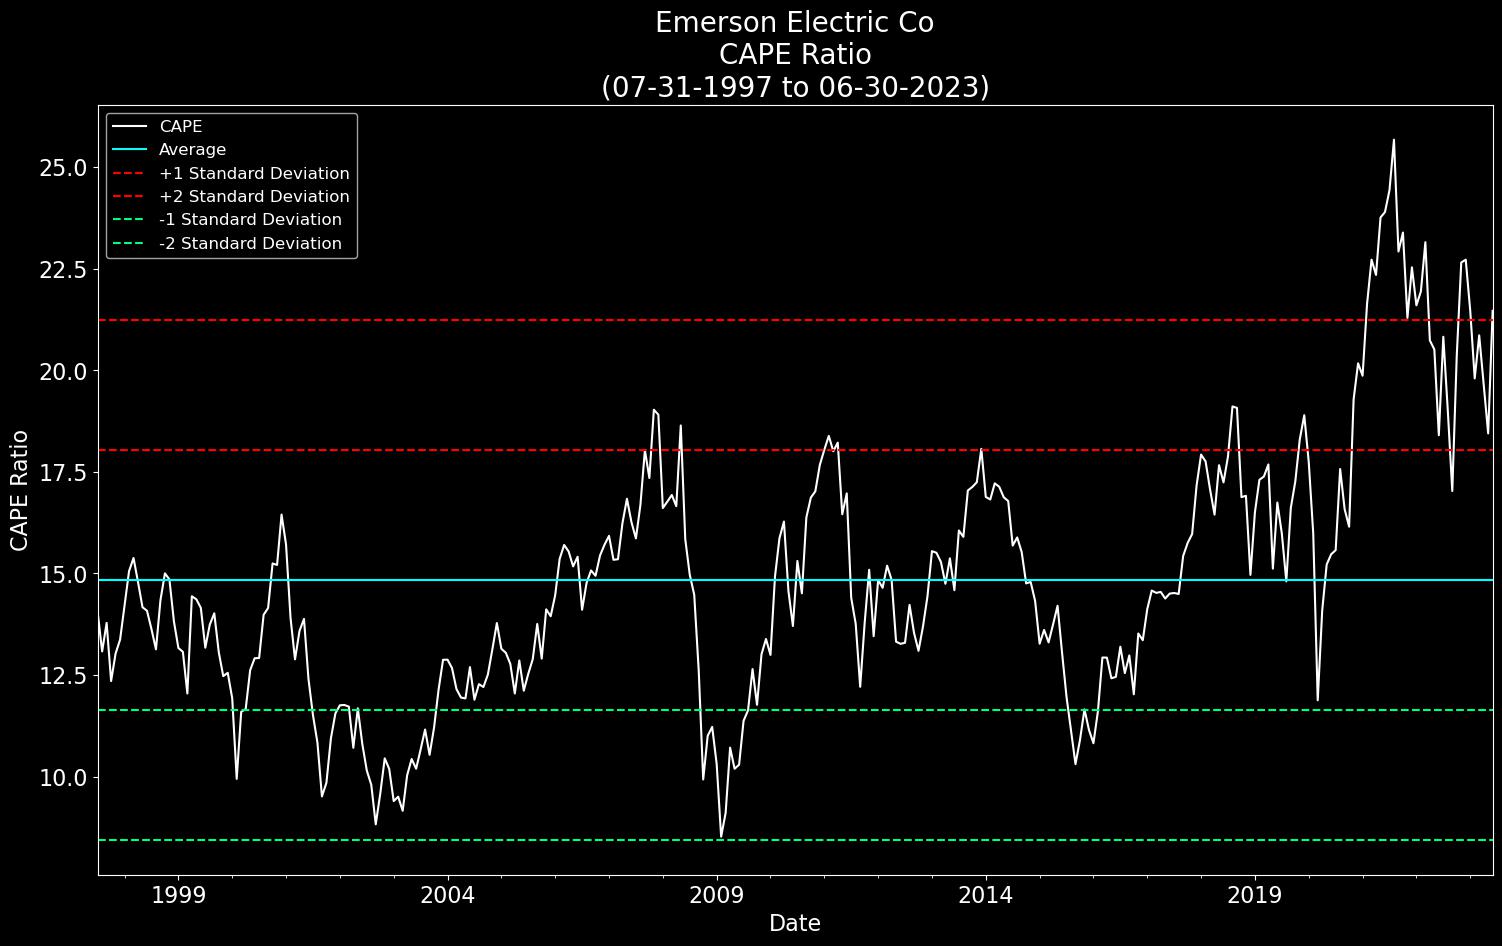 Emerson Electric Co
CAPE Ratio
(07-31-1997 to 06-30-2023)
CAPE
Average
+1 Standard Deviation
+2 Standard Deviation
-1 Standard Deviation
-2 Standard Deviation
CAPE Ratio
25.0
22.5
20.0
17.5
15.0
12.5
10.0
1999 2004 2009 2014 2019
Date